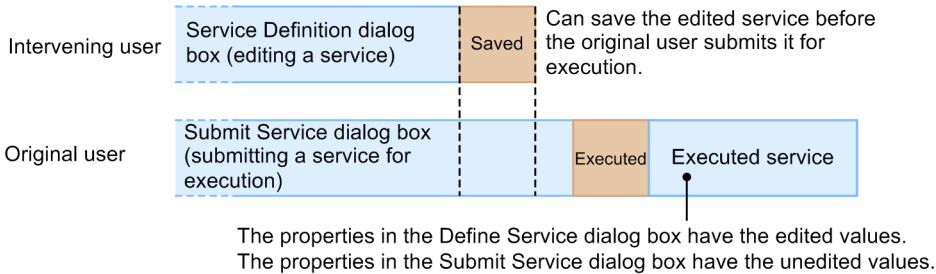 Intervening user
Service Definition dialog
box (editing a service)
Saved
Can save the edited service before
the original user submits it for
execution.
Original user
Submit Service dialog box
(submitting a service for
execution)
Executed
Executed service
The properties in the Define Service dialog box have the edited values.
The properties in the Submit Service dialog box have the unedited values.